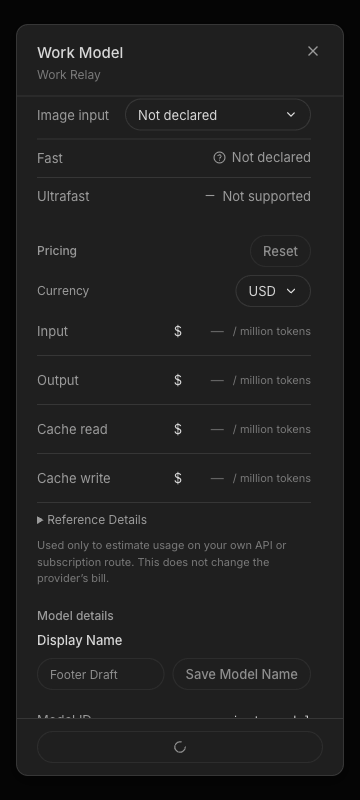 Work Model
Work Relay
Image input Not declared
Fast Not declared
Ultrafast — Not supported
Pricing Reset
Currency USD
Input $ — / million tokens
Output $ — / million tokens
Cache read $ — / million tokens
Cache write $ — / million tokens
Reference Details
Used only to estimate usage on your own API or
subscription route. This does not change the
provider’s bill.
Model details
Display Name
Footer Draft Save Model Name
Model ID